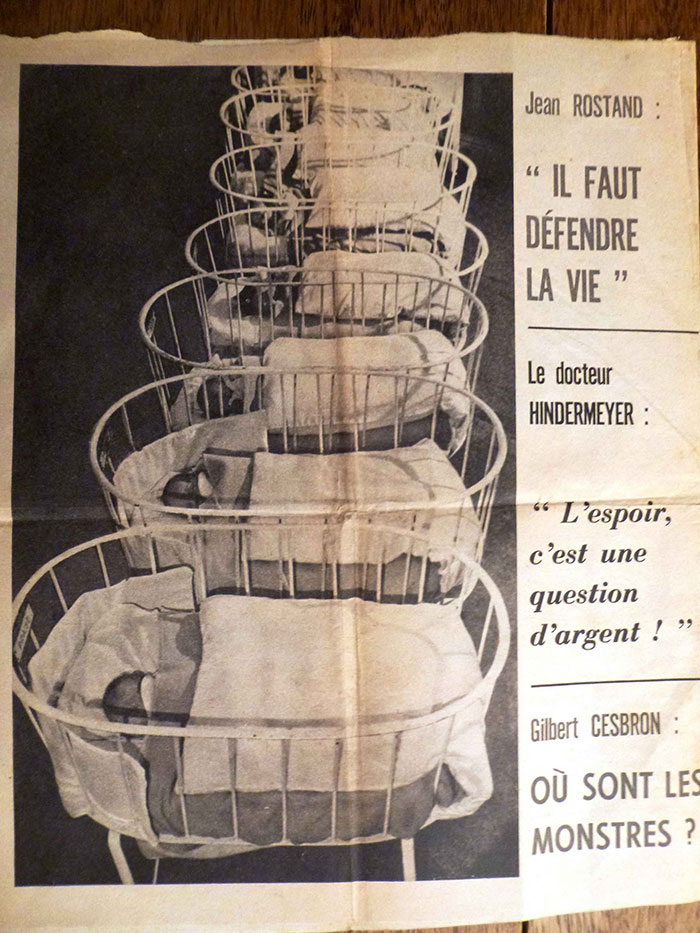 Jean ROSTAND :
“ IL FAUT
DÉFENDRE
LA VIE ”
Le docteur
HINDERMEYER :
“ L’espoir,
c’est une
question
d’argent ! ”
Gilbert CESBRON :
OÙ SONT LES
MONSTRES ?